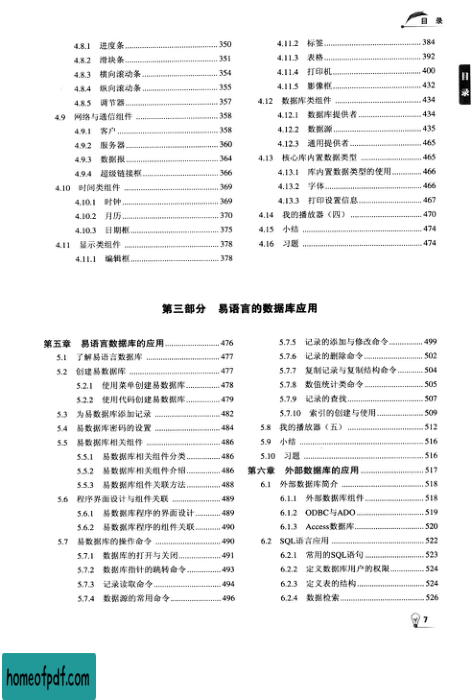 目 录
4.8.1 进度条……350
4.8.2 滑块条……351
4.8.3 横向滚动条……354
4.8.4 纵向滚动条……355
4.8.5 调节器……357
4.9 网络与通信组件……358
4.9.1 客户……358
4.9.2 服务器……360
4.9.3 数据报……364
4.9.4 超级链接框……366
4.10 时间类组件……369
4.10.1 时钟……369
4.10.2 月历……370
4.10.3 日期框……375
4.11 显示类组件……378
4.11.1 编辑框……378
4.11.2 标签……384
4.11.3 表格……392
4.11.4 打印机……400
4.11.5 影像框……432
4.12 数据库类组件……434
4.12.1 数据库提供者……434
4.12.2 数据源……435
4.12.3 通用提供者……465
4.13 核心库内置数据类型……465
4.13.1 库内置数据类型的使用……466
4.13.2 字体……466
4.13.3 打印设置信息……467
4.14 我的播放器（四）……470
4.15 小结……474
4.16 习题……474
目录
第三部分 易语言的数据库应用
第五章 易语言数据库的应用……476
5.1 了解易语言数据库……477
5.2 创建易数据库……477
5.2.1 使用菜单创建易数据库……478
5.2.2 使用代码创建易数据库……479
5.3 为易数据库添加记录……482
5.4 易数据库密码的设置……484
5.5 易数据库相关组件……486
5.5.1 易数据库相关组件分类……486
5.5.2 易数据库相关组件介绍……486
5.5.3 易数据库组件关联方法……488
5.6 程序界面设计与组件关联……489
5.6.1 易数据库程序的界面设计……489
5.6.2 易数据库程序的组件关联……490
5.7 易数据库的操作命令……490
5.7.1 数据库的打开与关闭……491
5.7.2 数据库指针的跳转命令……493
5.7.3 记录读取命令……494
5.7.4 数据源的常用命令……496
5.7.5 记录的添加与修改命令……499
5.7.6 记录的删除命令……502
5.7.7 复制记录与复制结构命令……504
5.7.8 数值统计类命令……505
5.7.9 记录的查找……507
5.7.10 索引的创建与使用……509
5.8 我的播放器（五）……512
5.9 小结……516
5.10 习题……516
第六章 外部数据库的应用……517
6.1 外部数据库简介……518
6.1.1 外部数据库组件……518
6.1.2 ODBC与ADO……519
6.1.3 Access数据库……520
6.2 SQL语言应用……522
6.2.1 常用的SQL语句……523
6.2.2 定义数据库用户的权限……524
6.2.3 定义表的结构……524
6.2.4 数据检索……526
7
homeofpdf.com